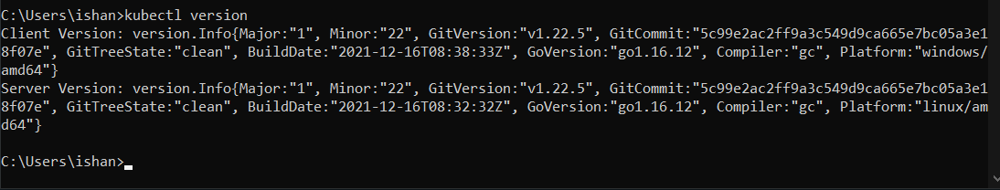 C:\Users\ishan>kubectl version
Client Version: version.Info{Major:"1", Minor:"22", GitVersion:"v1.22.5", GitCommit:"5c99e2ac2ff9a3c549d9ca665e7bc05a3e1
8f07e", GitTreeState:"clean", BuildDate:"2021-12-16T08:38:33Z", GoVersion:"go1.16.12", Compiler:"gc", Platform:"windows/
amd64"}
Server Version: version.Info{Major:"1", Minor:"22", GitVersion:"v1.22.5", GitCommit:"5c99e2ac2ff9a3c549d9ca665e7bc05a3e1
8f07e", GitTreeState:"clean", BuildDate:"2021-12-16T08:32:32Z", GoVersion:"go1.16.12", Compiler:"gc", Platform:"linux/am
d64"}
C:\Users\ishan>